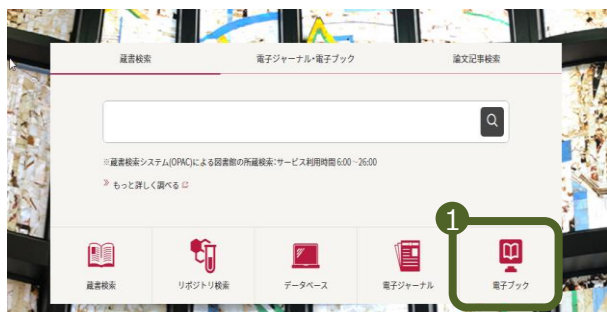 蔵書検索 電子ジャーナル・電子ブック 論文記事検索
※蔵書検索システム(OPAC)による図書館の所蔵検索:サービス利用時間 6:00～26:00
» もっと詳しく調べる
1
蔵書検索 リポジトリ検索 データベース 電子ジャーナル 電子ブック